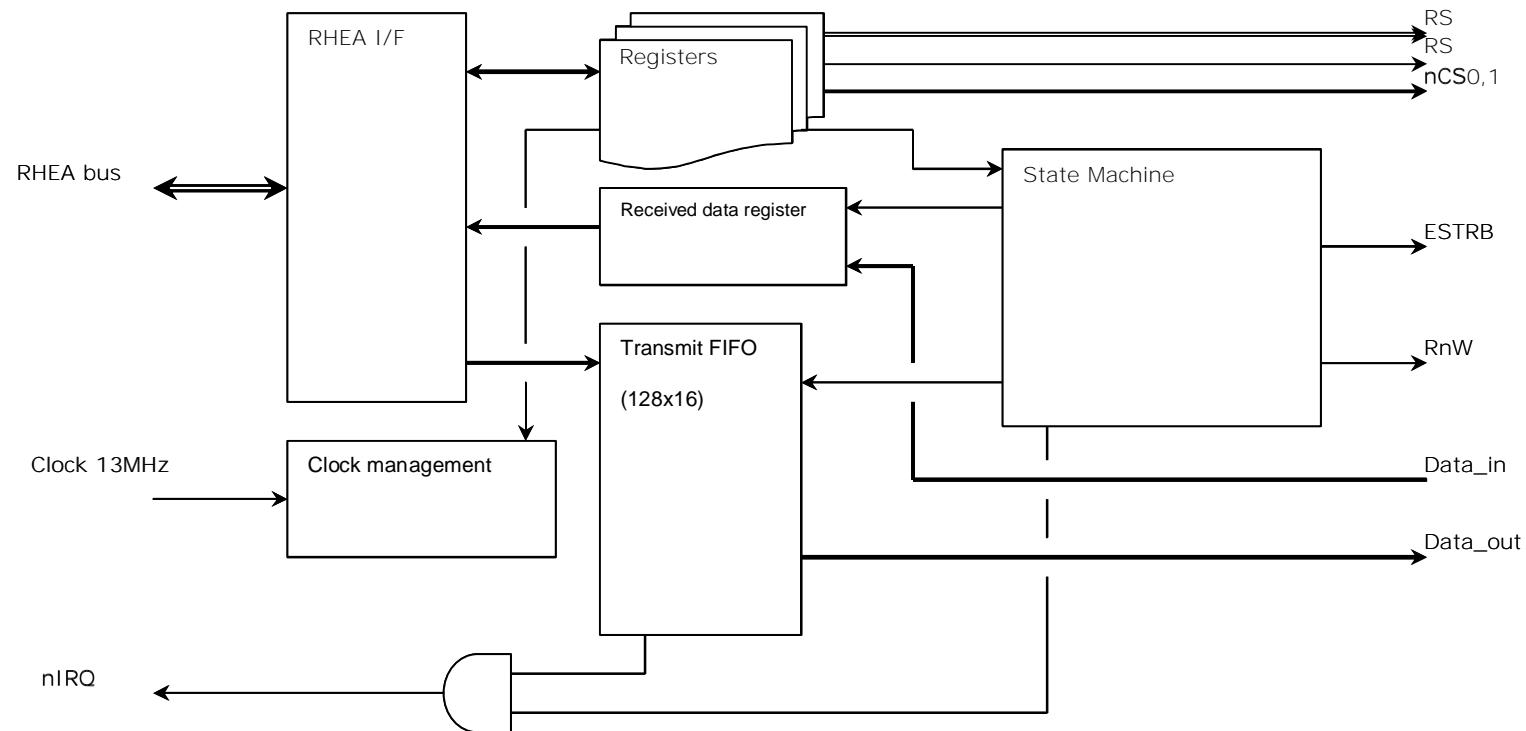 RHEA I/F
Registers
RS
RS
nCS0,1
RHEA bus
State Machine
Received data register
ESTRB
Transmit FIFO
(128x16)
RnW
Clock 13MHz
Clock management
Data_in
Data_out
nIRQ